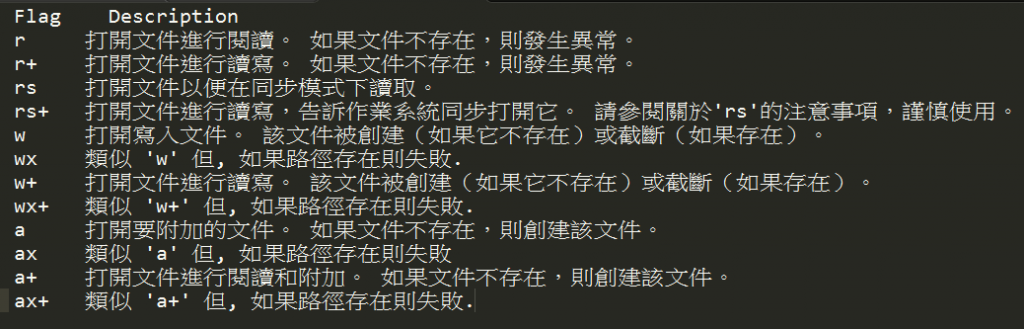 Flag Description
r 打開文件進行閱讀。 如果文件不存在，則發生異常。
r+ 打開文件進行讀寫。 如果文件不存在，則發生異常。
rs 打開文件以便在同步模式下讀取。
rs+ 打開文件進行讀寫，告訴作業系統同步打開它。 請參閱關於'rs'的注意事項，謹慎使用。
w 打開寫入文件。 該文件被創建（如果它不存在）或截斷（如果存在）。
wx 類似 'w' 但, 如果路徑存在則失敗.
w+ 打開文件進行讀寫。 該文件被創建（如果它不存在）或截斷（如果存在）。
wx+ 類似 'w+' 但, 如果路徑存在則失敗.
a 打開要附加的文件。 如果文件不存在，則創建該文件。
ax 類似 'a' 但, 如果路徑存在則失敗
a+ 打開文件進行閱讀和附加。 如果文件不存在，則創建該文件。
ax+ 類似 'a+' 但, 如果路徑存在則失敗.